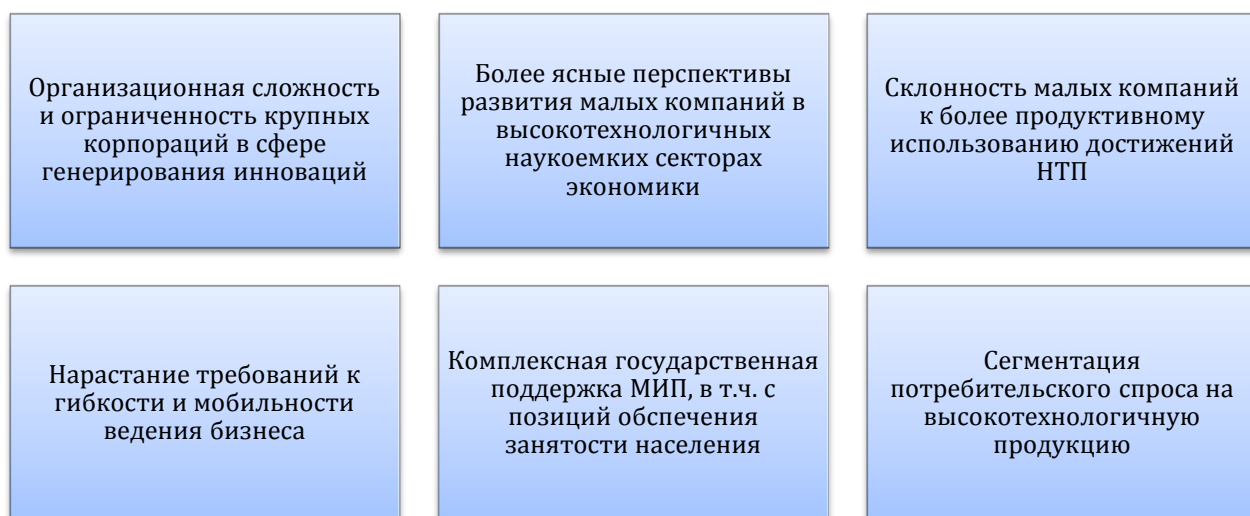 Организационная сложность
и ограниченность крупных
корпораций в сфере
генерирования инноваций
Более ясные перспективы
развития малых компаний в
высокотехнологичных
наукоемких секторах
экономики
Склонность малых компаний
к более продуктивному
использованию достижений
НТП
Нарастание требований к
гибкости и мобильности
ведения бизнеса
Комплексная государственная
поддержка МИП, в т.ч. с
позиций обспечения
занятости населения
Сегментация
потребительского спроса на
высокотехнологичную
продукцию